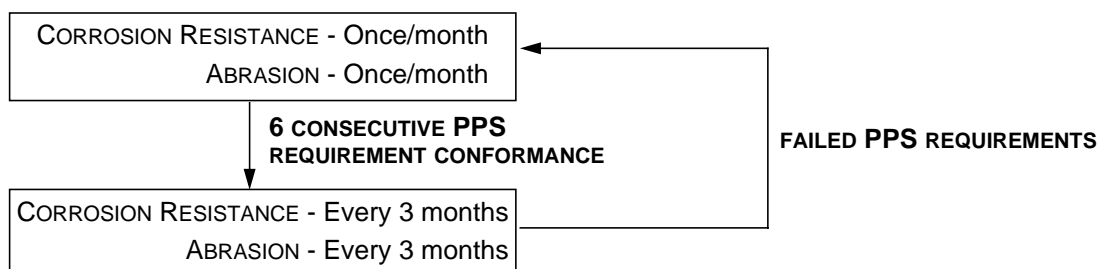 CORROSION RESISTANCE - Once/month
ABRASION - Once/month
6 CONSECUTIVE PPS
REQUIREMENT CONFORMANCE
FAILED PPS REQUIREMENTS
CORROSION RESISTANCE - Every 3 months
ABRASION - Every 3 months